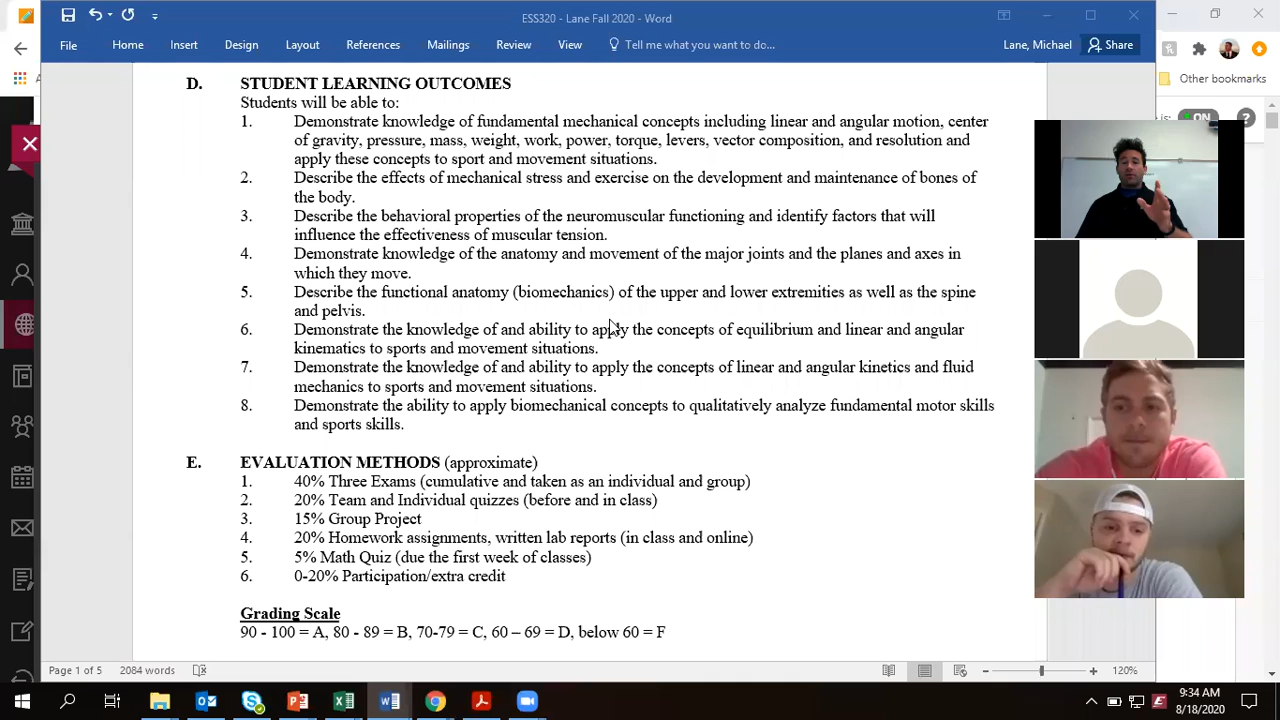 ESS320 - Lane Fall 2020 - Word
File Home Insert Design Layout References Mailings Review View Tell me what you want to do... Lane, Michael Share
Other bookmarks
D. STUDENT LEARNING OUTCOMES
Students will be able to:
1. Demonstrate knowledge of fundamental mechanical concepts including linear and angular motion, center
of gravity, pressure, mass, weight, work, power, torque, levers, vector composition, and resolution and
apply these concepts to sport and movement situations.
2. Describe the effects of mechanical stress and exercise on the development and maintenance of bones of
the body.
3. Describe the behavioral properties of the neuromuscular functioning and identify factors that will
influence the effectiveness of muscular tension.
4. Demonstrate knowledge of the anatomy and movement of the major joints and the planes and axes in
which they move.
5. Describe the functional anatomy (biomechanics) of the upper and lower extremities as well as the spine
and pelvis.
6. Demonstrate the knowledge of and ability to apply the concepts of equilibrium and linear and angular
kinematics to sports and movement situations.
7. Demonstrate the knowledge of and ability to apply the concepts of linear and angular kinetics and fluid
mechanics to sports and movement situations.
8. Demonstrate the ability to apply biomechanical concepts to qualitatively analyze fundamental motor skills
and sports skills.
E. EVALUATION METHODS (approximate)
1. 40% Three Exams (cumulative and taken as an individual and group)
2. 20% Team and Individual quizzes (before and in class)
3. 15% Group Project
4. 20% Homework assignments, written lab reports (in class and online)
5. 5% Math Quiz (due the first week of classes)
6. 0-20% Participation/extra credit
Grading Scale
90 - 100 = A, 80 - 89 = B, 70-79 = C, 60 – 69 = D, below 60 = F
Page 1 of 5 2084 words 120%
9:34 AM
8/18/2020